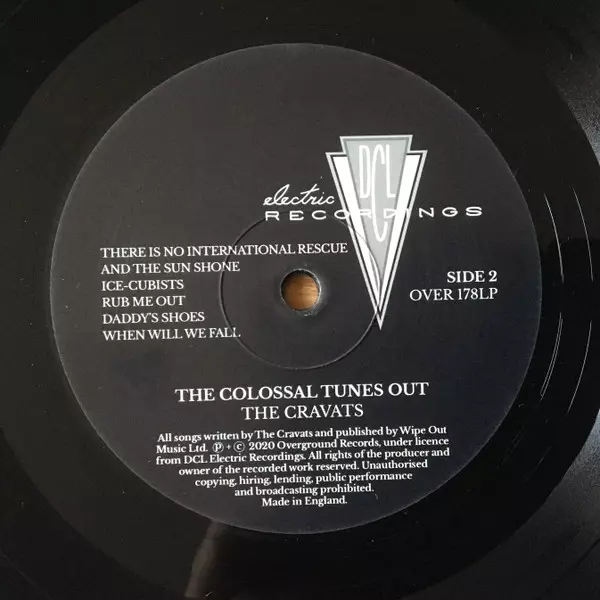 DCL
electric
RECORDINGS
THERE IS NO INTERNATIONAL RESCUE
AND THE SUN SHONE
ICE-CUBISTS
RUB ME OUT
DADDY'S SHOES
WHEN WILL WE FALL
SIDE 2
OVER 178LP
THE COLOSSAL TUNES OUT
THE CRAVATS
All songs written by The Cravats and published by Wipe Out
Music Ltd. ℗ + © 2020 Overground Records, under licence
from DCL Electric Recordings. All rights of the producer and
owner of the recorded work reserved. Unauthorised
copying, hiring, lending, public performance
and broadcasting prohibited.
Made in England.